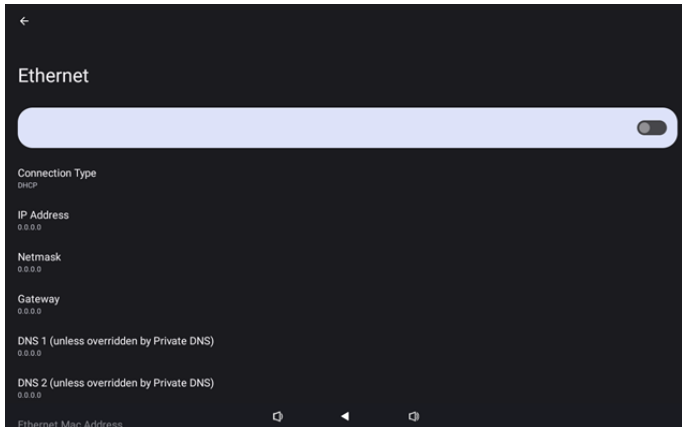 Ethernet
Connection Type
DHCP
IP Address
0.0.0.0
Netmask
0.0.0.0
Gateway
0.0.0.0
DNS 1 (unless overridden by Private DNS)
0.0.0.0
DNS 2 (unless overridden by Private DNS)
0.0.0.0
Ethernet Mac Address